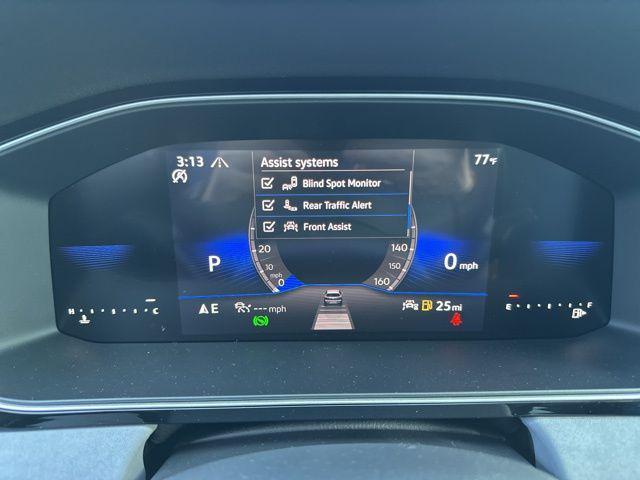 3:13
Assist systems
77°F
Blind Spot Monitor
Rear Traffic Alert
Front Assist
20 140
10 150
mph
0 160
P
0 mph
H
E F
E
--- mph
25 mi